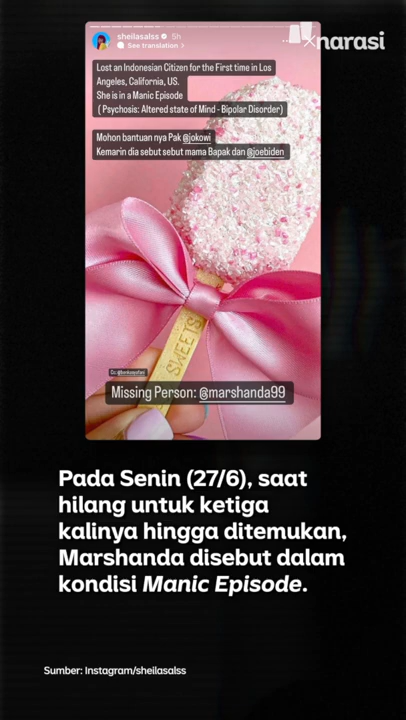 sheilasalss 5h
See translation >
narasi
Lost an Indonesian Citizen for the First time in Los
Angeles, California, US.
She is in a Manic Episode
( Psychosis: Altered state of Mind - Bipolar Disorder)
Mohon bantuan nya Pak @jokowi
Kemarin dia sebut sebut mama Bapak dan @joebiden
SWEETS
Missing Person: @marshanda99
Pada Senin (27/6), saat
hilang untuk ketiga
kalinya hingga ditemukan,
Marshanda disebut dalam
kondisi Manic Episode.
Sumber: Instagram/sheilasalss